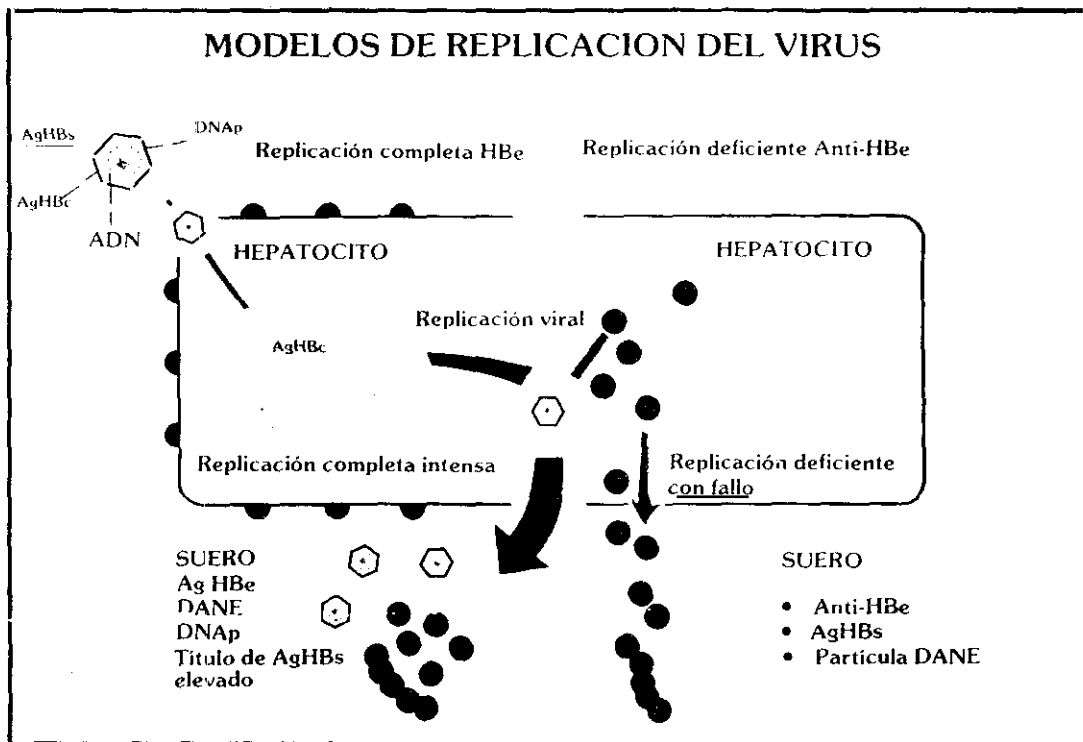 MODELOS DE REPLICACION DEL VIRUS
AgHBs
DNAp
AgHBc
ADN
Replicación completa HBe
Replicación deficiente Anti-HBe
HEPATOCITO
HEPATOCITO
Replicación viral
AgHBc
Replicación completa intensa
Replicación deficiente
con fallo
SUERO
Ag HBe
DANE
DNAp
Título de AgHBs
elevado
SUERO
• Anti-HBe
• AgHBs
• Partícula DANE